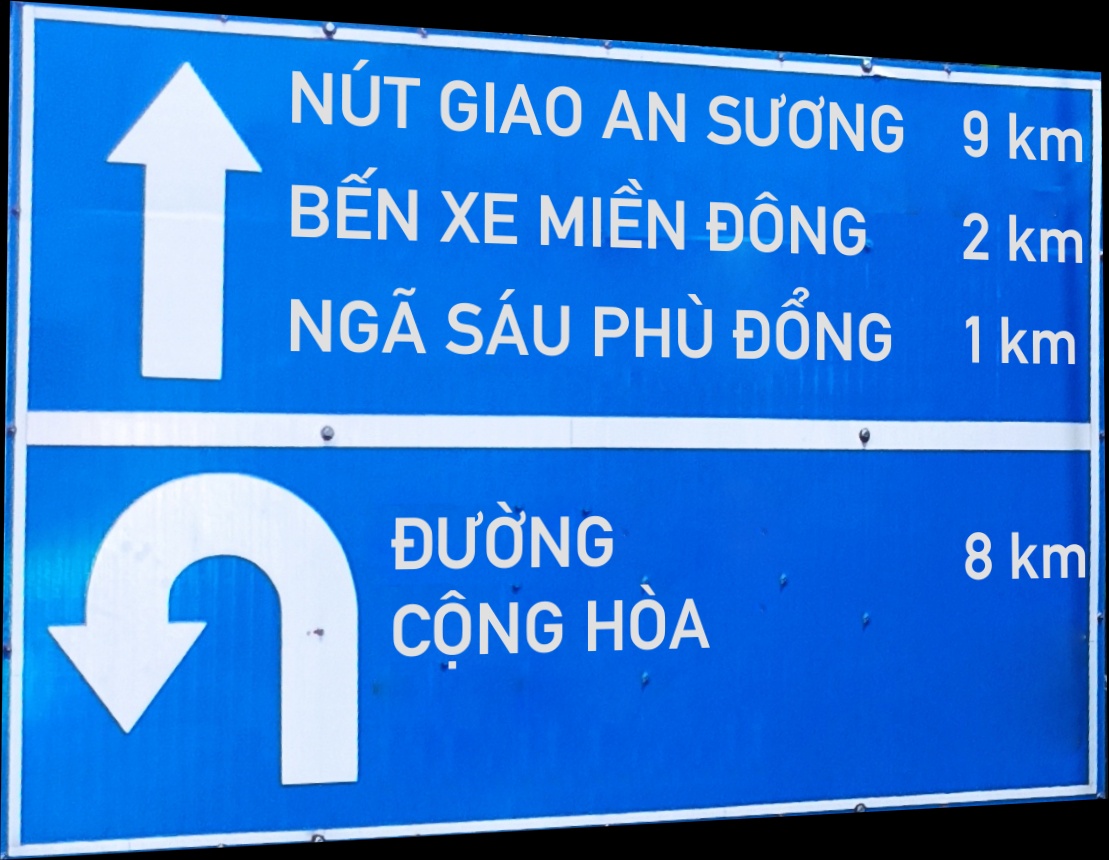 NÚT GIAO AN SƯƠNG 9 km
BẾN XE MIỀN ĐÔNG 2 km
NGÃ SÁU PHÙ ĐỔNG 1 km
ĐƯỜNG 8 km
CỘNG HÒA